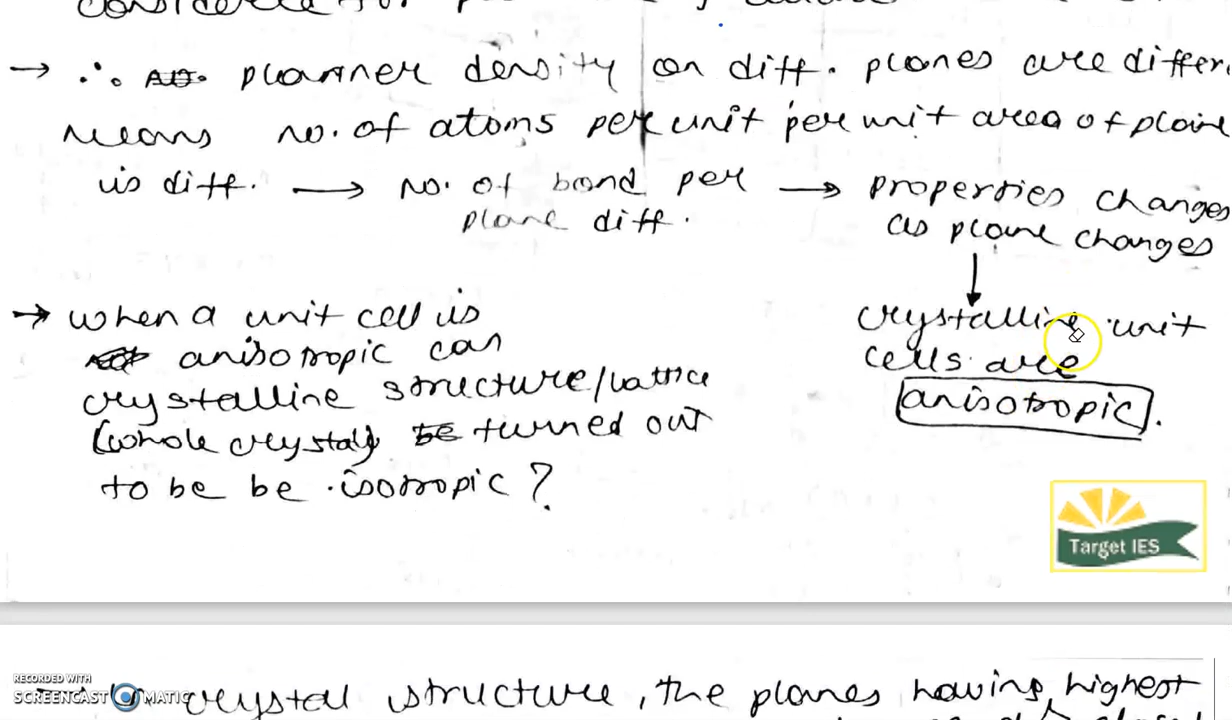 → ∴ planner density on diff. planes are differ
means no. of atoms per unit per unit area of plane
is diff. → no. of bond per → properties changes
plane diff. as plane changes
→ when a unit cell is
anisotropic can
crystalline structure/lattice
(whole crystal) turned out
to be be isotropic ?
crystalline unit
cells are
anisotropic.
Target IES
RECORDED WITH
SCREENCAST MATIC
crystal structure, the planes having highest